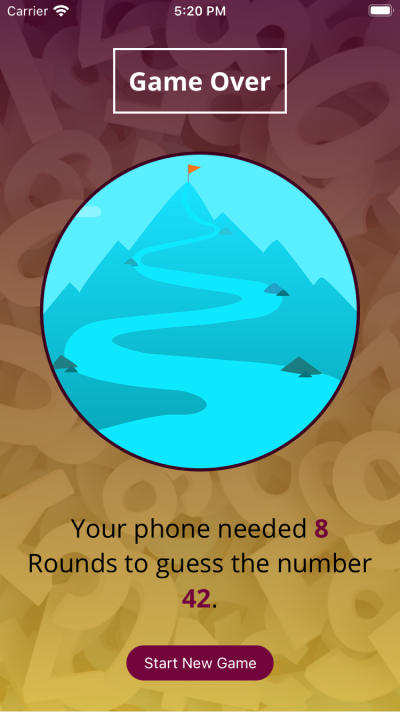 Carrier 5:20 PM
Game Over
Your phone needed 8
Rounds to guess the number
42.
Start New Game